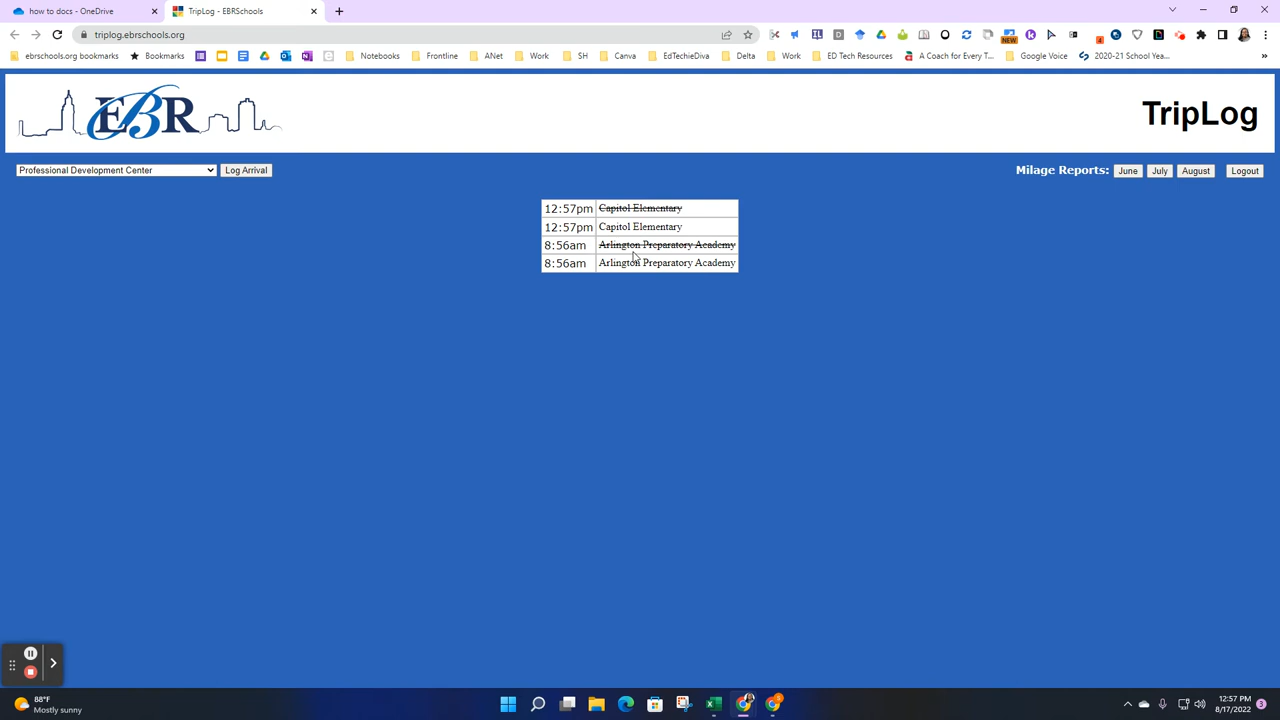 how to docs - OneDrive
TripLog - EBRSchools
triplog.ebrschools.org
NEW
4
ebrschools.org bookmarks
Bookmarks
Notebooks
Frontline
ANet
Work
SH
Canva
EdTechieDiva
Delta
Work
ED Tech Resources
A Coach for Every T...
Google Voice
2020-21 School Yea...
EBR
TripLog
Professional Development Center
Log Arrival
Milage Reports:
June
July
August
Logout
12:57pm Capitol Elementary
12:57pm Capitol Elementary
8:56am Arlington Preparatory Academy
8:56am Arlington Preparatory Academy
88°F
Mostly sunny
12:57 PM
8/17/2022
3